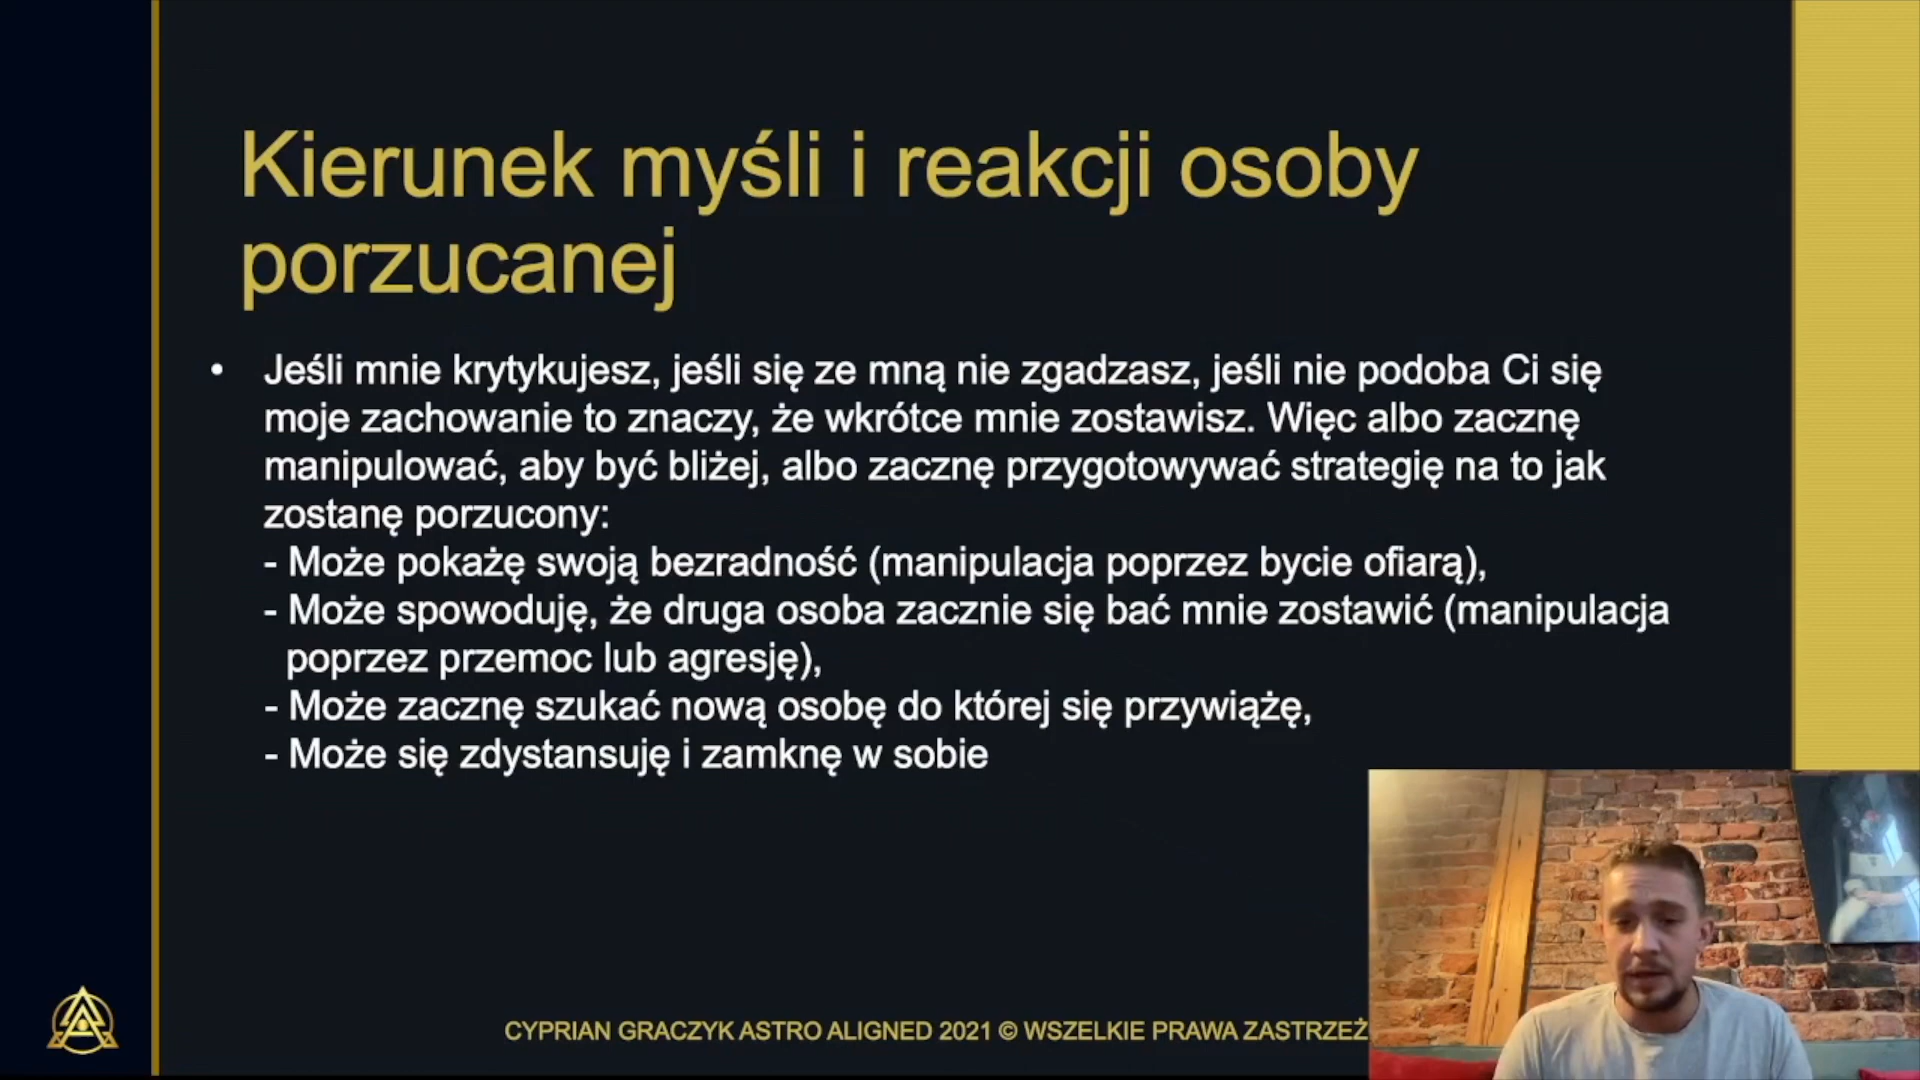 Kierunek myśli i reakcji osoby
porzucanej
• Jeśli mnie krytykujesz, jeśli się ze mną nie zgadzasz, jeśli nie podoba Ci się
moje zachowanie to znaczy, że wkrótce mnie zostawisz. Więc albo zacznę
manipulować, aby być bliżej, albo zacznę przygotowywać strategię na to jak
zostanę porzucony:
- Może pokażę swoją bezradność (manipulacja poprzez bycie ofiarą),
- Może spowoduję, że druga osoba zacznie się bać mnie zostawić (manipulacja
poprzez przemoc lub agresję),
- Może zacznę szukać nową osobę do której się przywiążę,
- Może się zdystansuję i zamknę w sobie
CYPRIAN GRACZYK ASTRO ALIGNED 2021 © WSZELKIE PRAWA ZASTRZEŻ